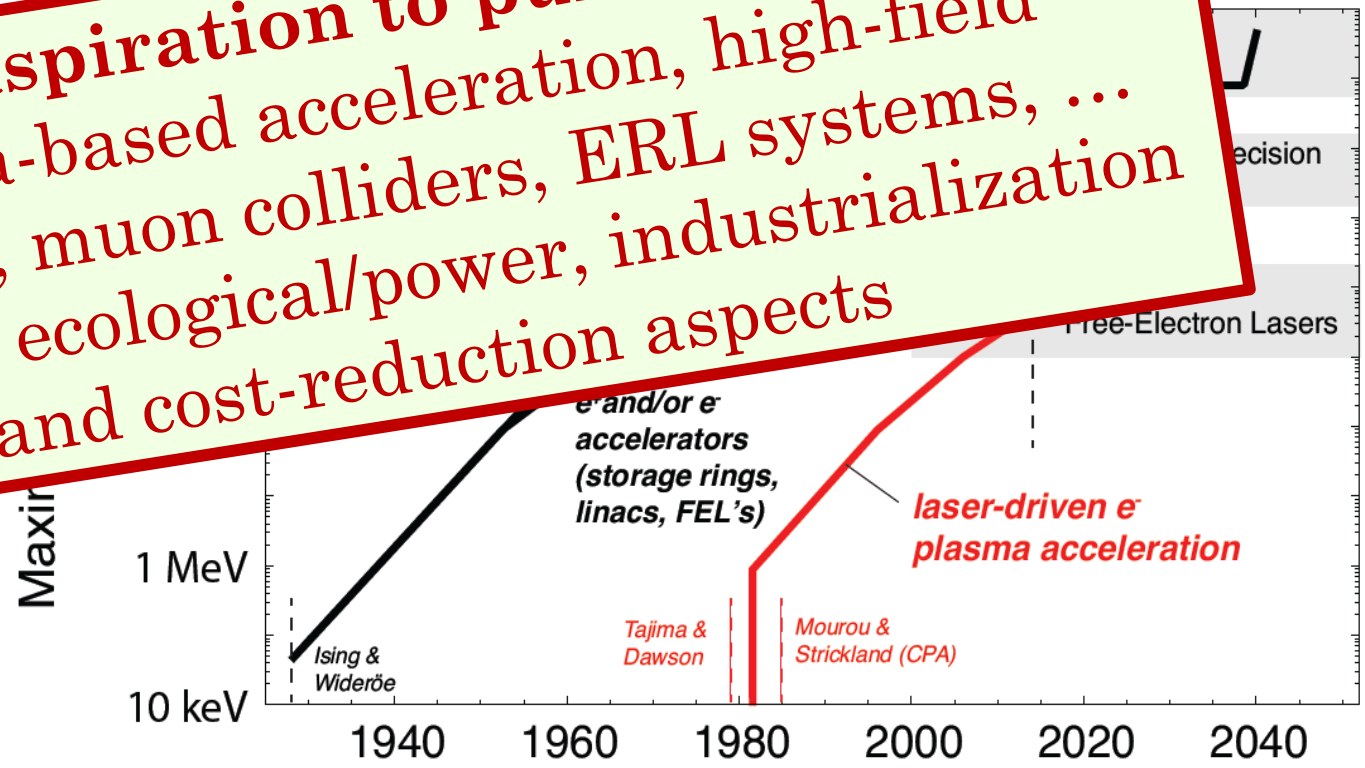 spiration to
-based acceleration, high-field
, muon colliders, ERL systems, ...
ecological/power, industrialization
and cost-reduction aspects
ecision
Free-Electron Lasers
e⁺and/or e⁻
accelerators
(storage rings,
linacs, FEL's)
laser-driven e⁻
plasma acceleration
1 MeV
Tajima &
Dawson
Mourou &
Strickland (CPA)
Ising &
Wideröe
10 keV
1940 1960 1980 2000 2020 2040